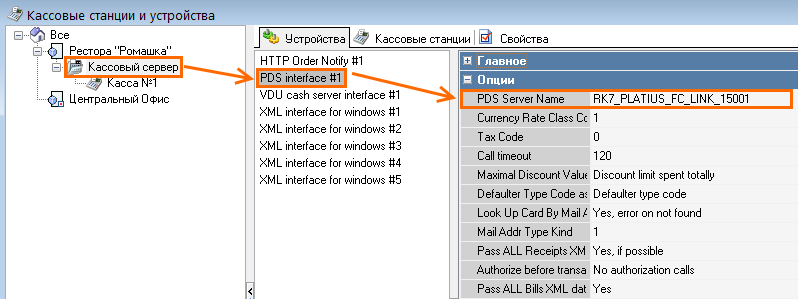 Кассовые станции и устройства
Все
Рестора "Ромашка"
Кассовый сервер
Касса №1
Центральный Офис
Устройства
Кассовые станции
Свойства
HTTP Order Notify #1
PDS interface #1
VDU cash server interface #1
XML interface for windows #1
XML interface for windows #2
XML interface for windows #3
XML interface for windows #4
XML interface for windows #5
Главное
Опции
PDS Server Name RK7_PLATIUS_FC_LINK_15001
Currency Rate Class Co 1
Tax Code 0
Call timeout 120
Maximal Discount Value Discount limit spent totally
Defaulter Type Code as Defaulter type code
Look Up Card By Mail A Yes, error on not found
Mail Addr Type Kind 1
Pass ALL Receipts XM Yes, if possible
Authorize before transa No authorization calls
Pass ALL Bills XML dat Yes